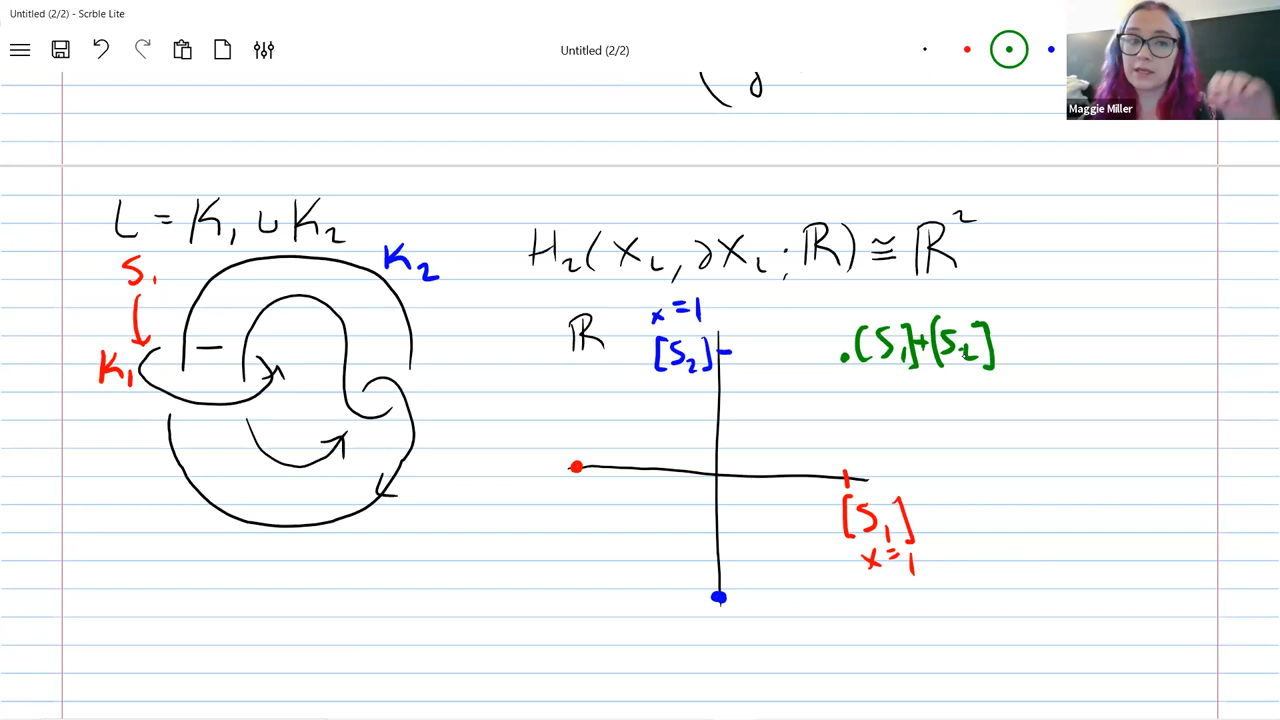 Untitled (2/2) - Scrble Lite
Untitled (2/2)
Maggie Miller
0
L = K₁ ∪ K₂
H₂(X_L, ∂X_L; ℝ) ≅ ℝ²
S₁
K₂
K₁
ℝ
x=1
[S₂]
[S₁]+[S₂]
[S₁]
x=1